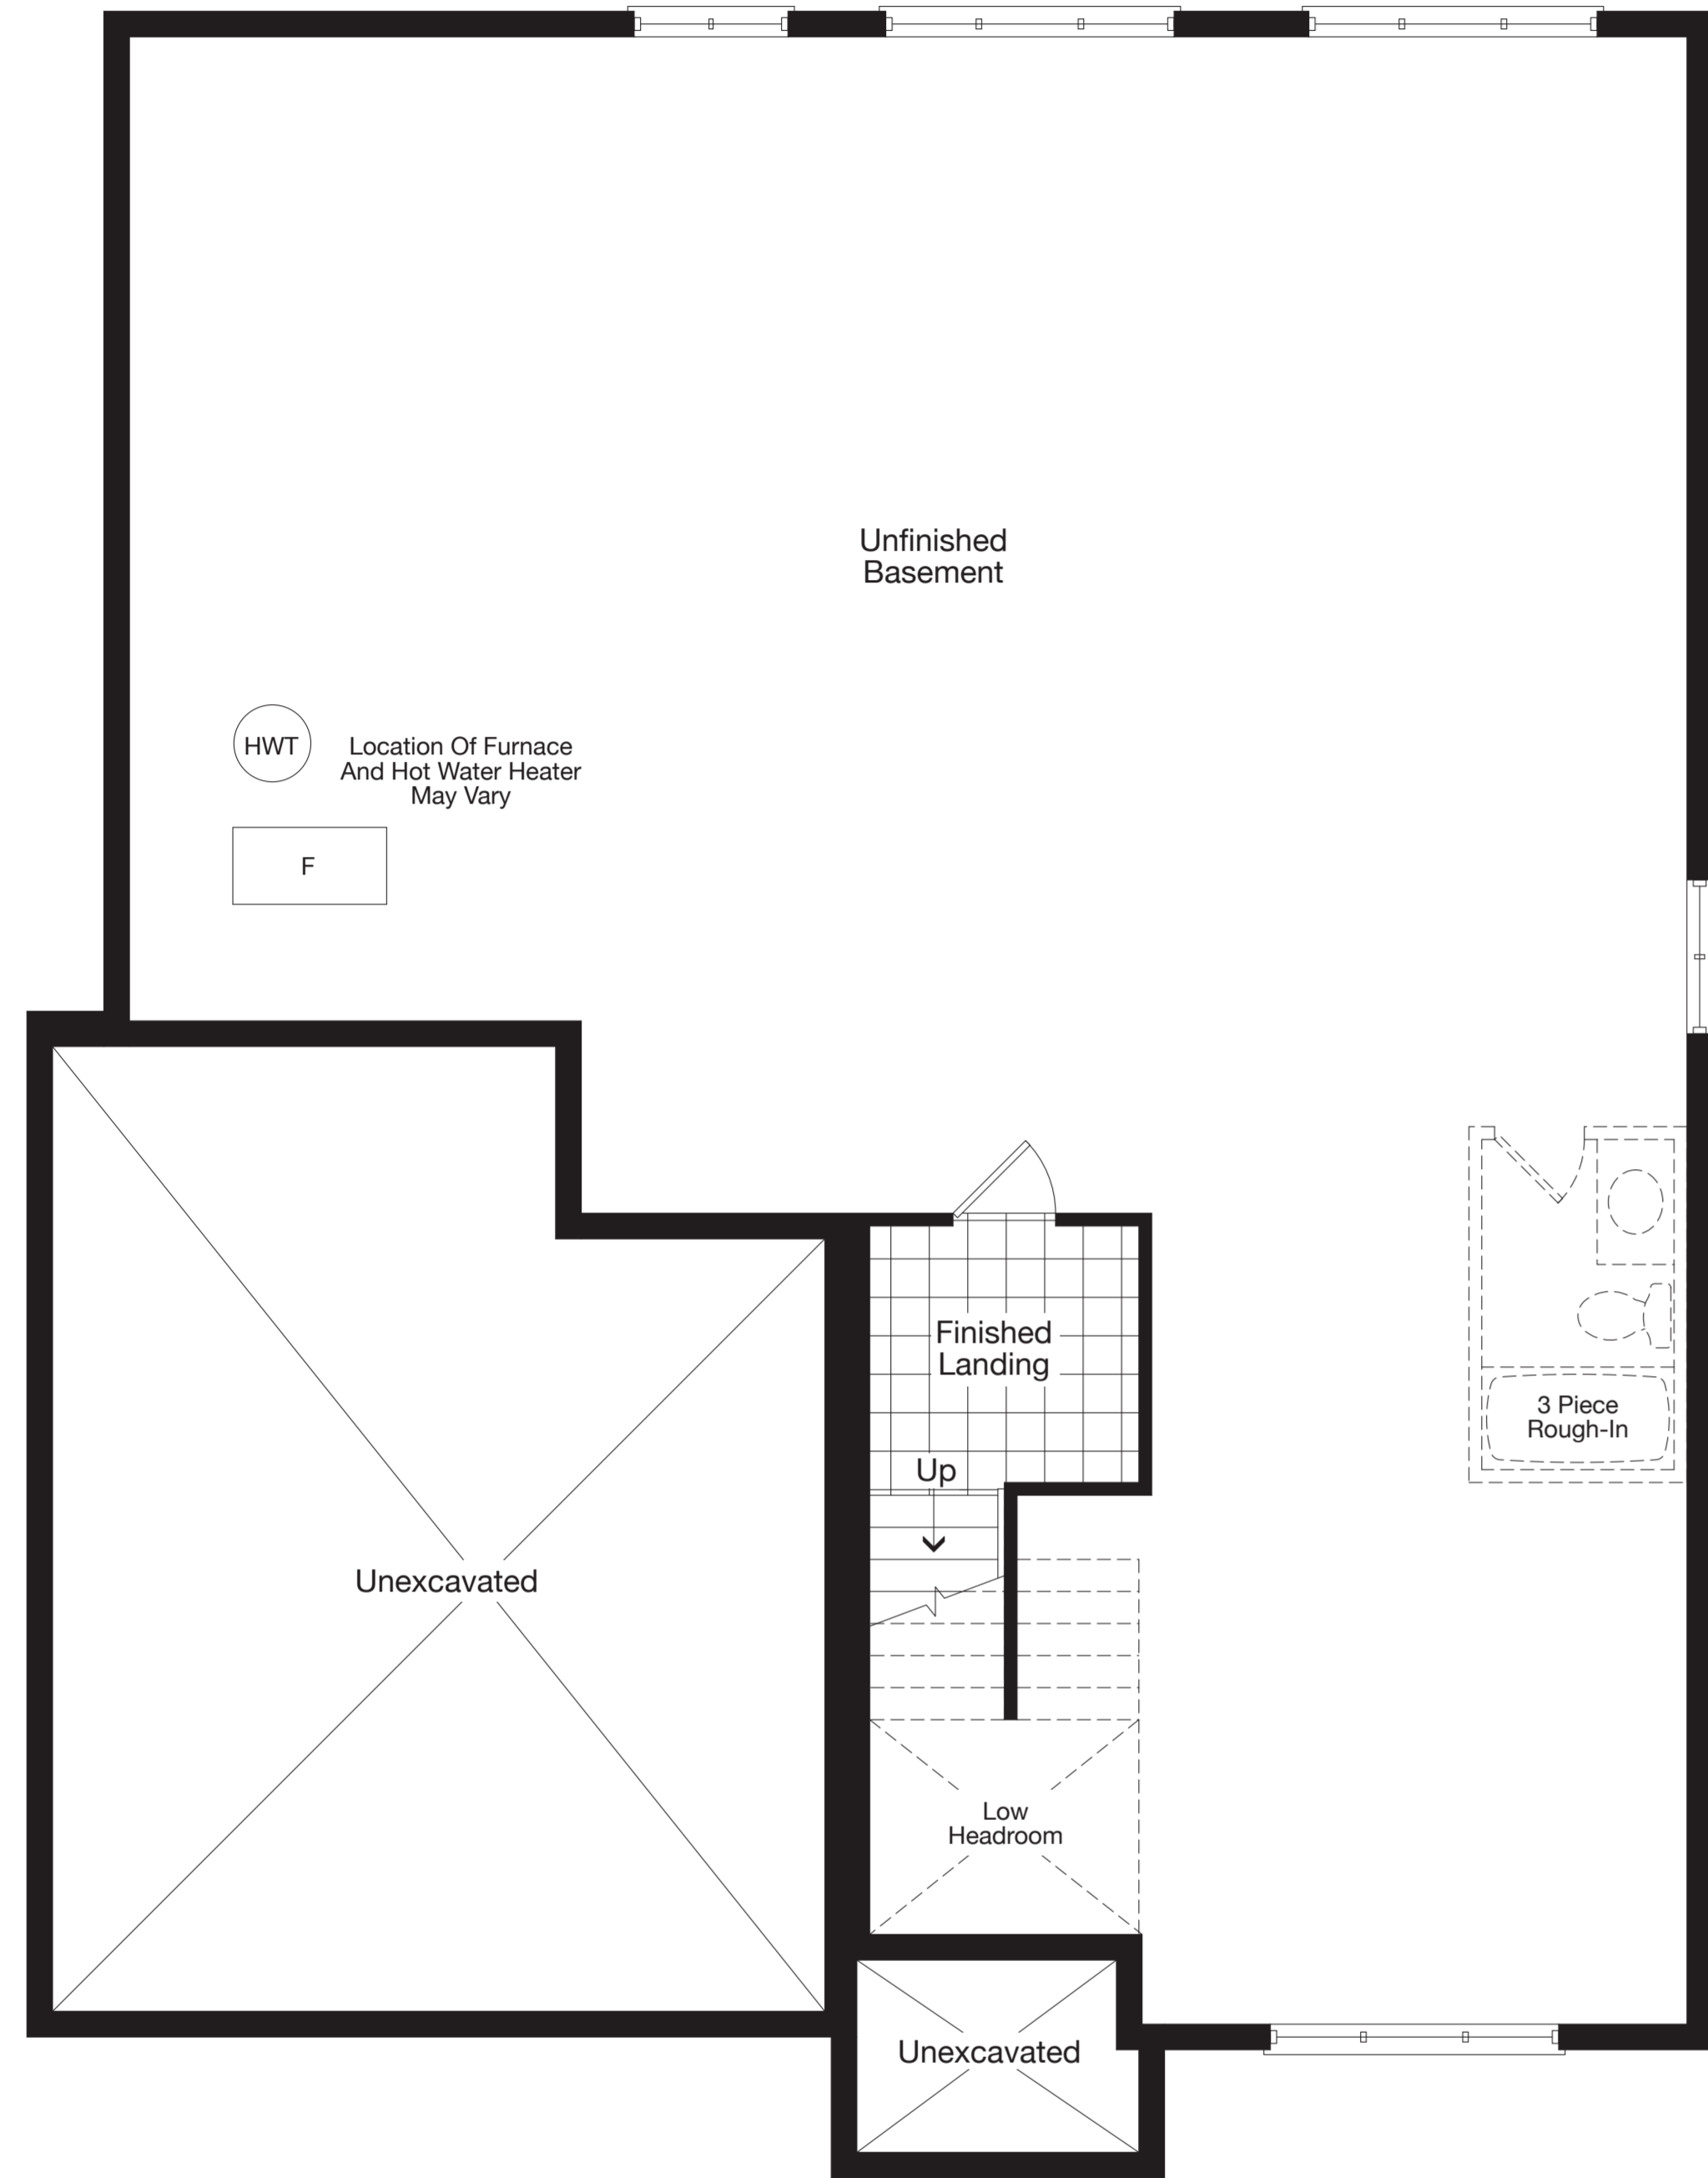 Unfinished
Basement
HWT
Location Of Furnace
And Hot Water Heater
May Vary
F
Finished
Landing
3 Piece
Rough-In
Up
Unexcavated
Low
Headroom
Unexcavated